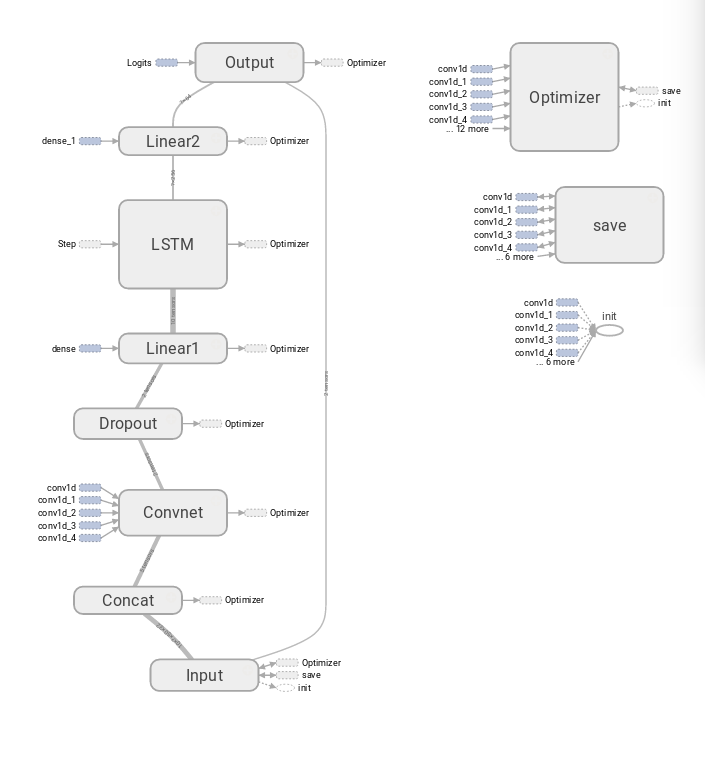 Logits
Output
Optimizer
dense_1
Linear2
Optimizer
Step
LSTM
Optimizer
dense
Linear1
Optimizer
Dropout
Optimizer
conv1d
conv1d_1
conv1d_2
conv1d_3
conv1d_4
Convnet
Optimizer
Concat
Optimizer
Input
Optimizer
save
init
2 tensors
conv1d
conv1d_1
conv1d_2
conv1d_3
conv1d_4
... 12 more
Optimizer
save
init
conv1d
conv1d_1
conv1d_2
conv1d_3
conv1d_4
... 6 more
save
conv1d
conv1d_1
conv1d_2
conv1d_3
conv1d_4
... 6 more
init